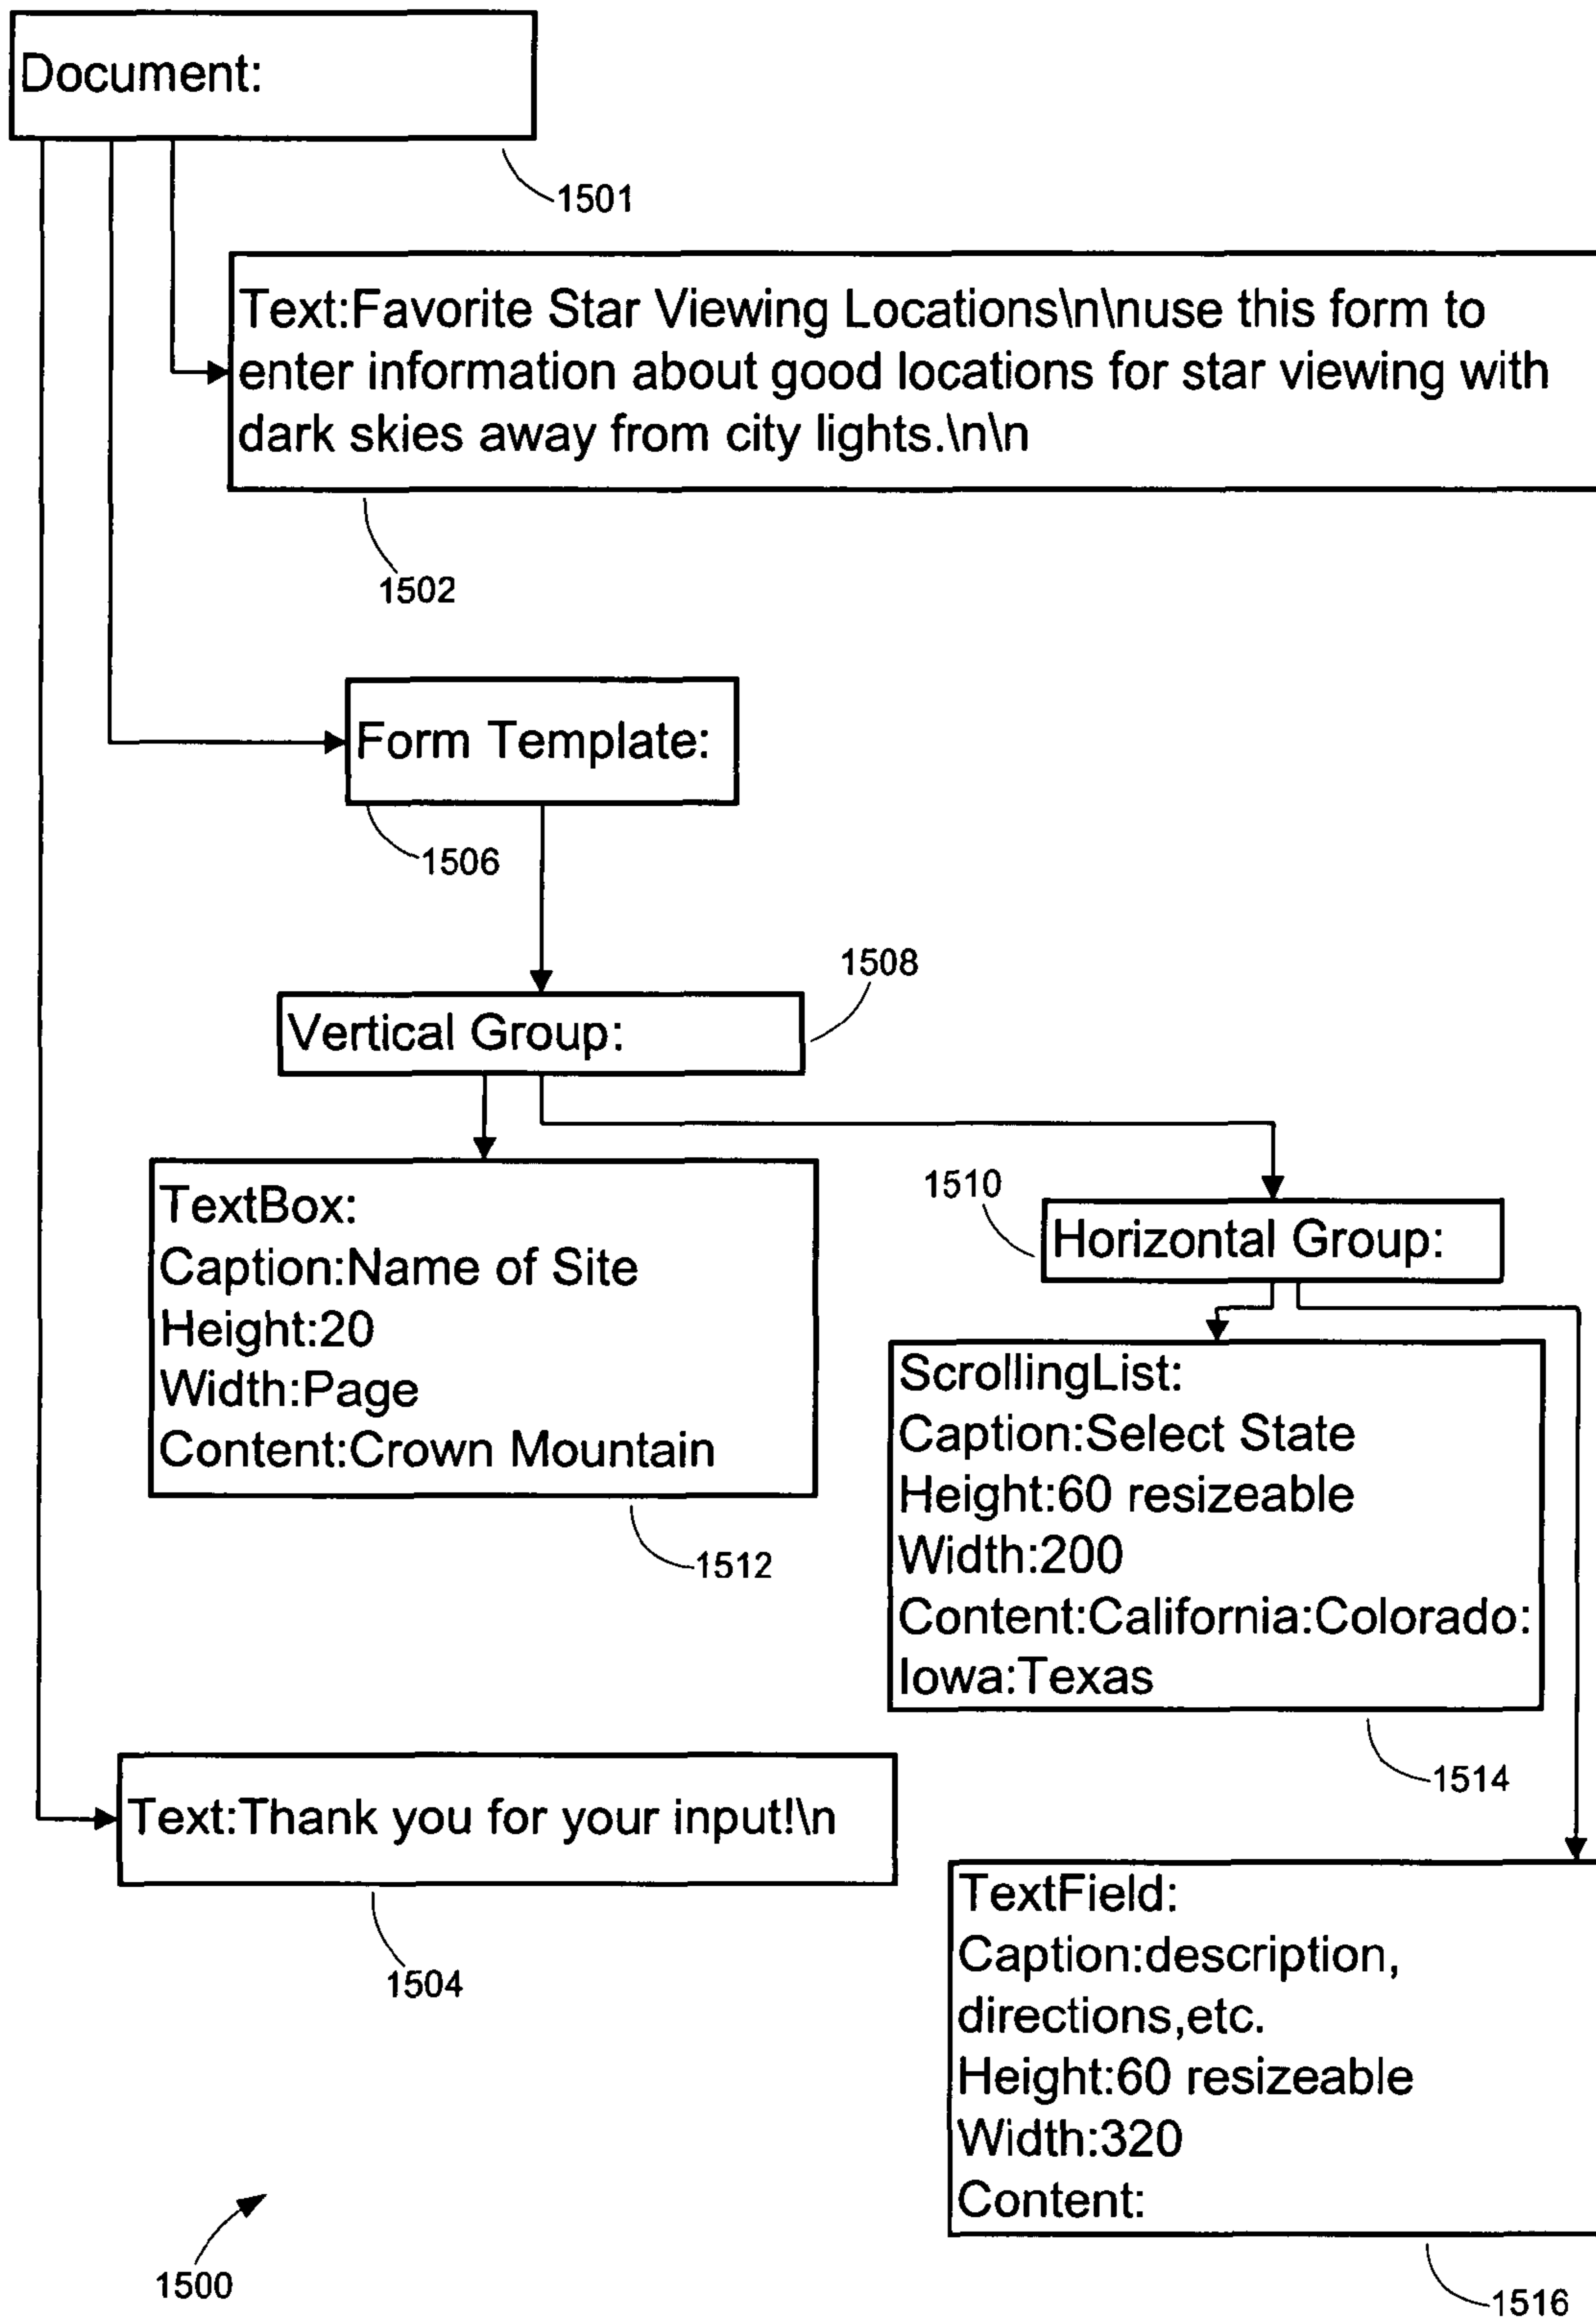 Document:
1501
Text:Favorite Star Viewing Locations\n\nuse this form to
enter information about good locations for star viewing with
dark skies away from city lights.\n\n
1502
Form Template:
1506
1508
Vertical Group:
TextBox:
Caption:Name of Site
Height:20
Width:Page
Content:Crown Mountain
1512
1510
Horizontal Group:
ScrollingList:
Caption:Select State
Height:60 resizeable
Width:200
Content:California:Colorado:
Iowa:Texas
1514
Text:Thank you for your input!\n
1504
TextField:
Caption:description,
directions,etc.
Height:60 resizeable
Width:320
Content:
1516
1500